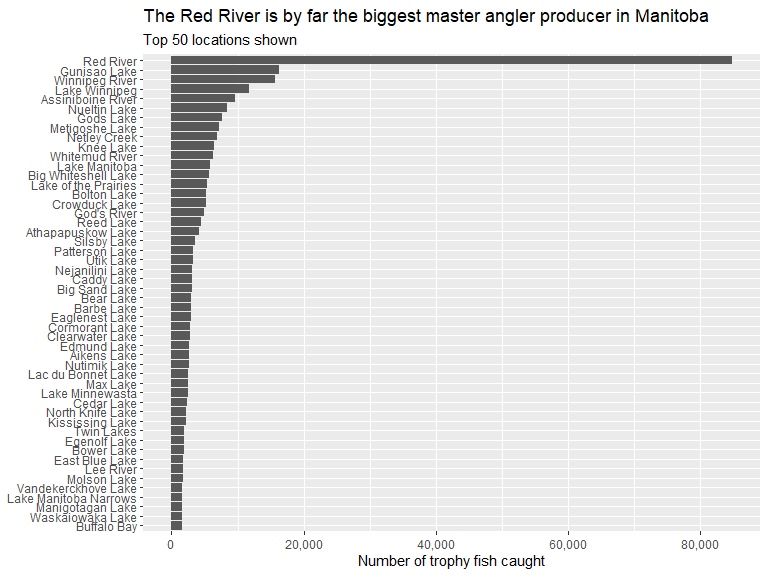 The Red River is by far the biggest master angler producer in Manitoba
Top 50 locations shown
Red River
Gunisao Lake
Winnipeg River
Lake Winnipeg
Assiniboine River
Nueltin Lake
Gods Lake
Metigoshe Lake
Netley Creek
Knee Lake
Whitemud River
Lake Manitoba
Big Whiteshell Lake
Lake of the Prairies
Bolton Lake
Crowduck Lake
God's River
Reed Lake
Athapapuskow Lake
Silsby Lake
Patterson Lake
Utik Lake
Nejanilini Lake
Caddy Lake
Big Sand Lake
Bear Lake
Barbe Lake
Eaglenest Lake
Cormorant Lake
Clearwater Lake
Edmund Lake
Aikens Lake
Nutimik Lake
Lac du Bonnet Lake
Max Lake
Lake Minnewasta
Cedar Lake
North Knife Lake
Kississing Lake
Twin Lakes
Egenolf Lake
Bower Lake
East Blue Lake
Lee River
Molson Lake
Vandekerckhove Lake
Lake Manitoba Narrows
Manigotagan Lake
Waskaiowaka Lake
Buffalo Bay
0 20,000 40,000 60,000 80,000
Number of trophy fish caught